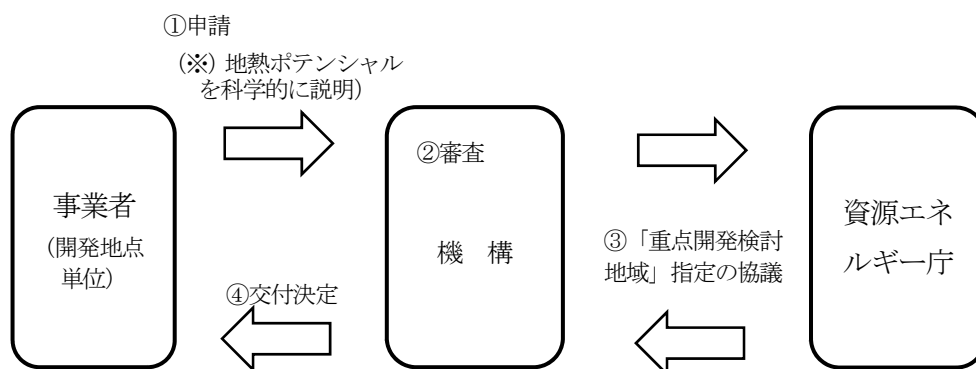 ①申請
(※) 地熱ポテンシャル
を科学的に説明)
事業者
(開発地点
単位)
②審査
機　構
③「重点開発検討
地域」指定の協議
④交付決定
資源エネ
ルギー庁